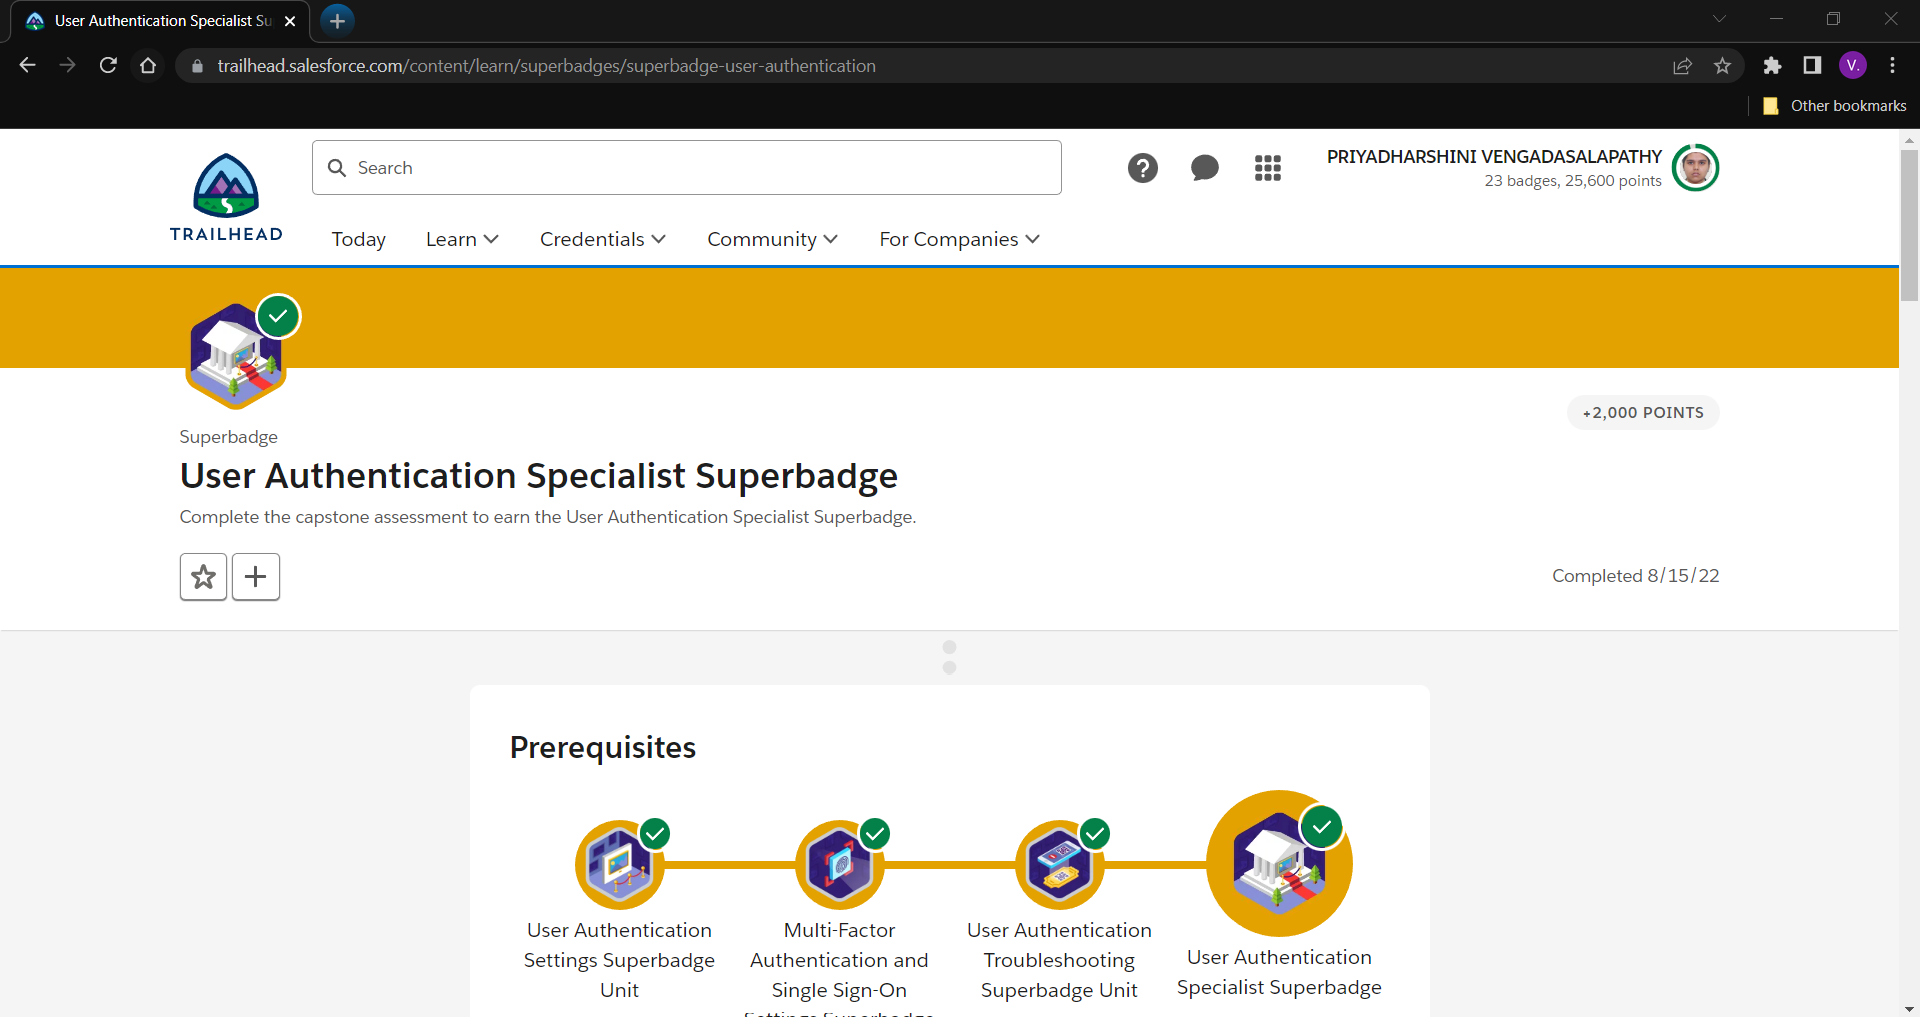 User Authentication Specialist Su
trailhead.salesforce.com/content/learn/superbadges/superbadge-user-authentication
V.
Other bookmarks
TRAILHEAD
Search
PRIYADHARSHINI VENGADASALAPATHY
23 badges, 25,600 points
Today
Learn
Credentials
Community
For Companies
+2,000 POINTS
Superbadge
User Authentication Specialist Superbadge
Complete the capstone assessment to earn the User Authentication Specialist Superbadge.
Completed 8/15/22
Prerequisites
User Authentication
Settings Superbadge
Unit
Multi-Factor
Authentication and
Single Sign-On
Settings Superbadge
User Authentication
Troubleshooting
Superbadge Unit
User Authentication
Specialist Superbadge